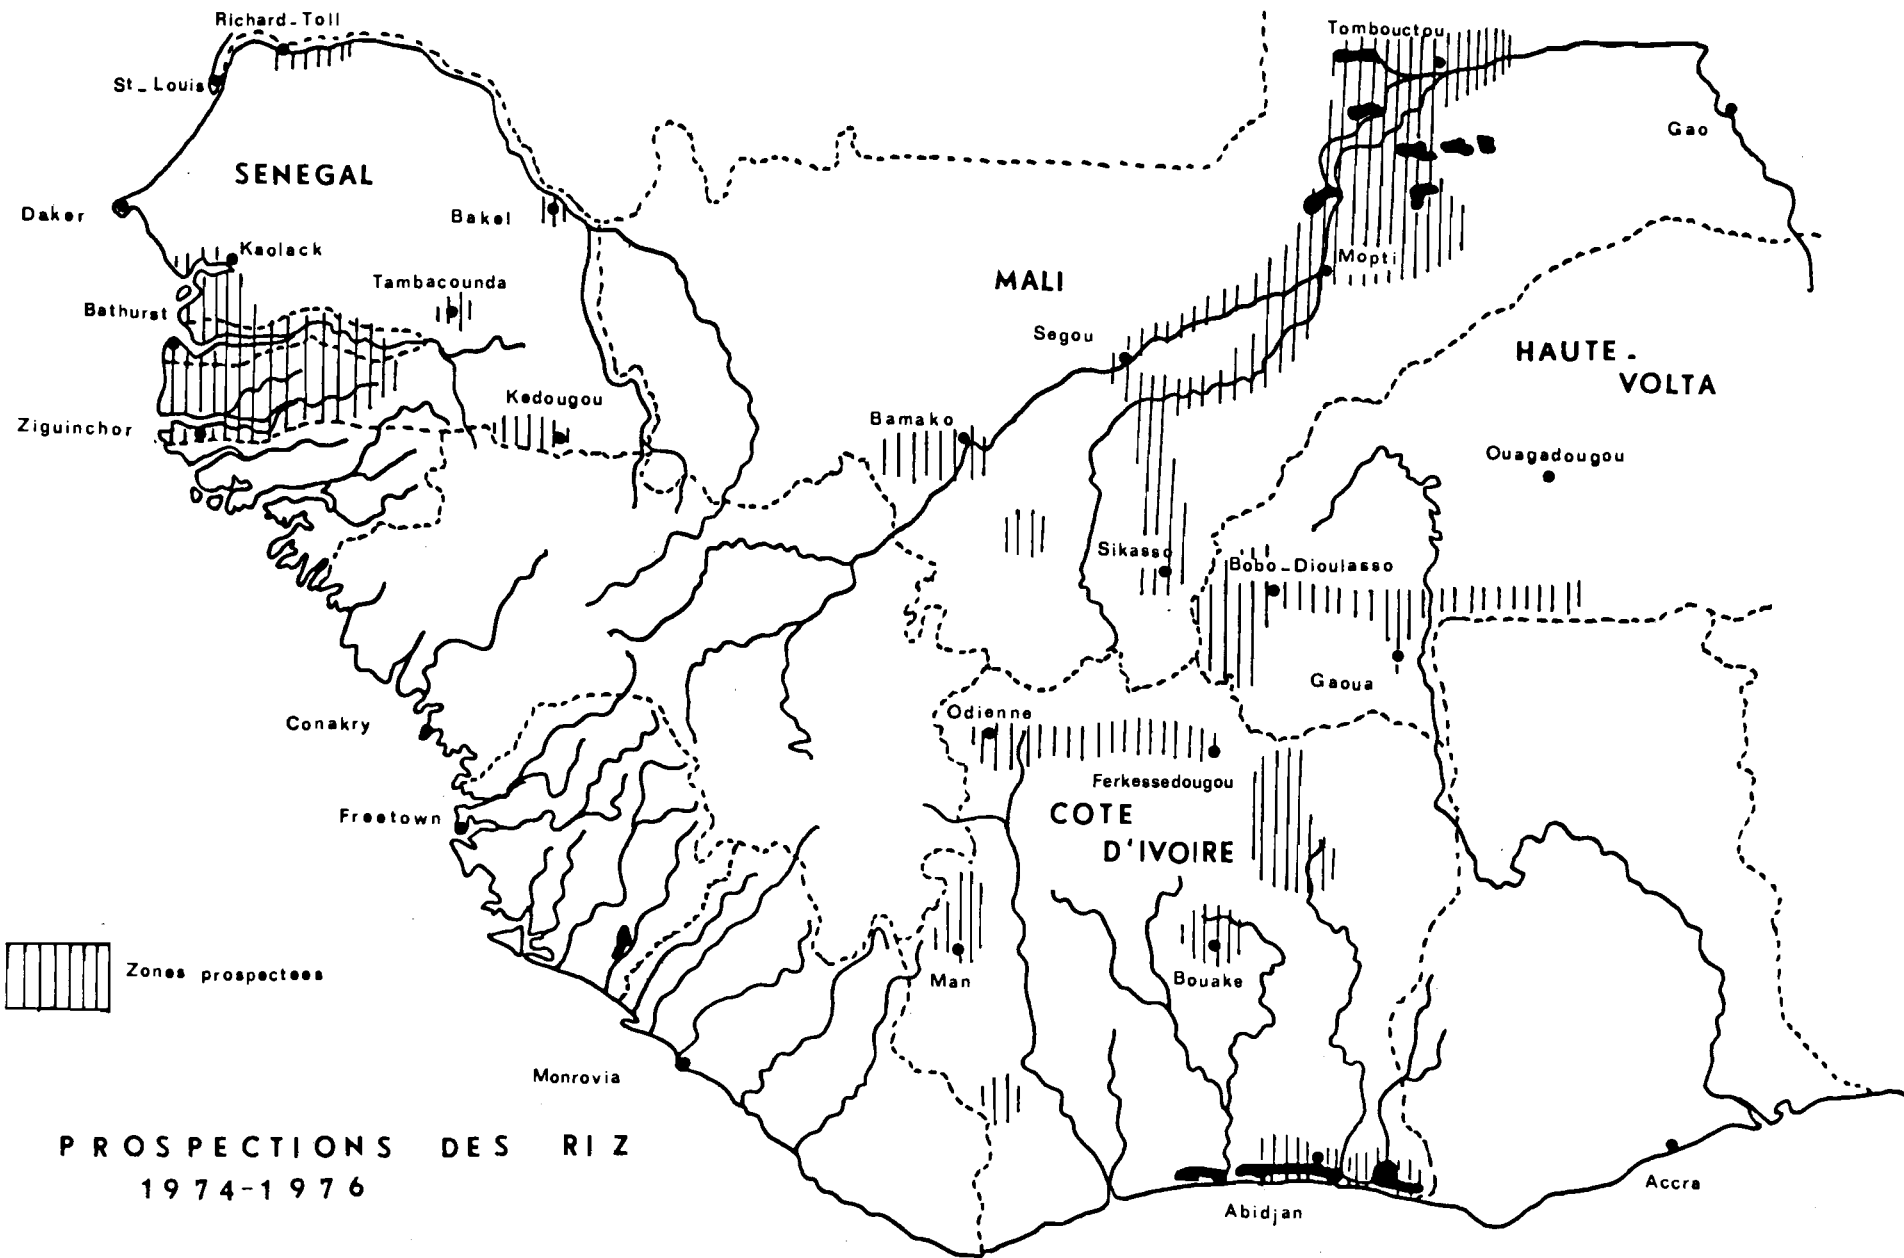 Richard-Toll
Tombouctou
St_Louis
Gao
SENEGAL
Daker
Bakel
Kaolack
Mopti
Tambacounda
MALI
Bathurst
Segou
HAUTE-
VOLTA
Kedougou
Bamako
Ziguinchor
Ouagadougou
Sikasso
Bobo-Dioulasso
Gaoua
Odienne
Conakry
Ferkessedougou
COTE
D'IVOIRE
Freetown
Zones prospectees
Man
Bouake
Monrovia
PROSPECTIONS DES RIZ
1974-1976
Accra
Abidjan